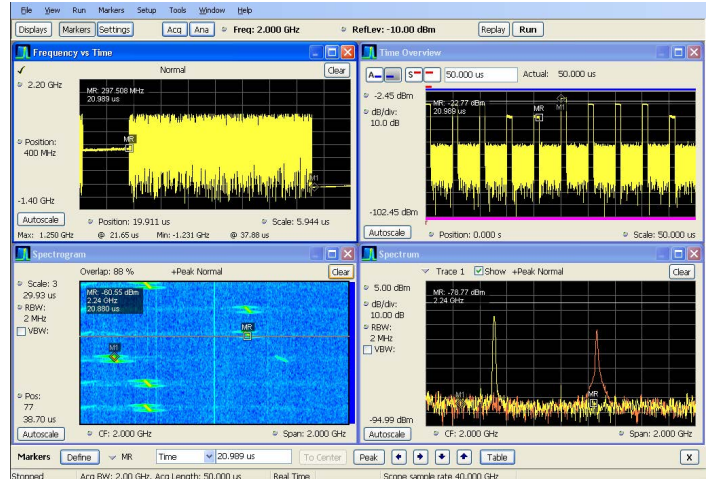 File View Run Markers Setup Tools Window Help
Displays Markers Settings Acq Ana Freq: 2.000 GHz RefLev: -10.00 dBm Replay Run
Frequency vs Time
Normal Clear
2.20 GHz
MR: 297.508 MHz
20.989 us
Position:
400 MHz
MR
M1
-1.40 GHz
Autoscale Position: 19.911 us Scale: 5.944 us
Max: 1.250 GHz @ 21.65 us Min: -1.231 GHz @ 37.88 us
Time Overview
A S 50.000 us Actual: 50.000 us
-2.45 dBm
dB/div:
10.0 dB
MR: -22.77 dBm
20.989 us
MR M1
-102.45 dBm
Autoscale Position: 0.000 s Scale: 50.000 us
Spectrogram
Overlap: 88 % +Peak Normal Clear
Scale: 3
29.93 us
RBW:
2 MHz
VBW:
MR: -60.55 dBm
2.24 GHz
20.880 us
MR
M1
Pos:
77
38.70 us
Autoscale CF: 2.000 GHz Span: 2.000 GHz
Spectrum
Trace 1 Show +Peak Normal Clear
5.00 dBm
dB/div:
10.00 dB
RBW:
2 MHz
VBW:
MR: -78.77 dBm
2.24 GHz
M1 MR
-94.99 dBm
Autoscale CF: 2.000 GHz Span: 2.000 GHz
Markers Define MR Time 20.989 us To Center Peak Table X
Stopped Acq BW: 2.00 GHz, Acq Length: 50.000 us Real Time Scope sample rate 40.000 GHz